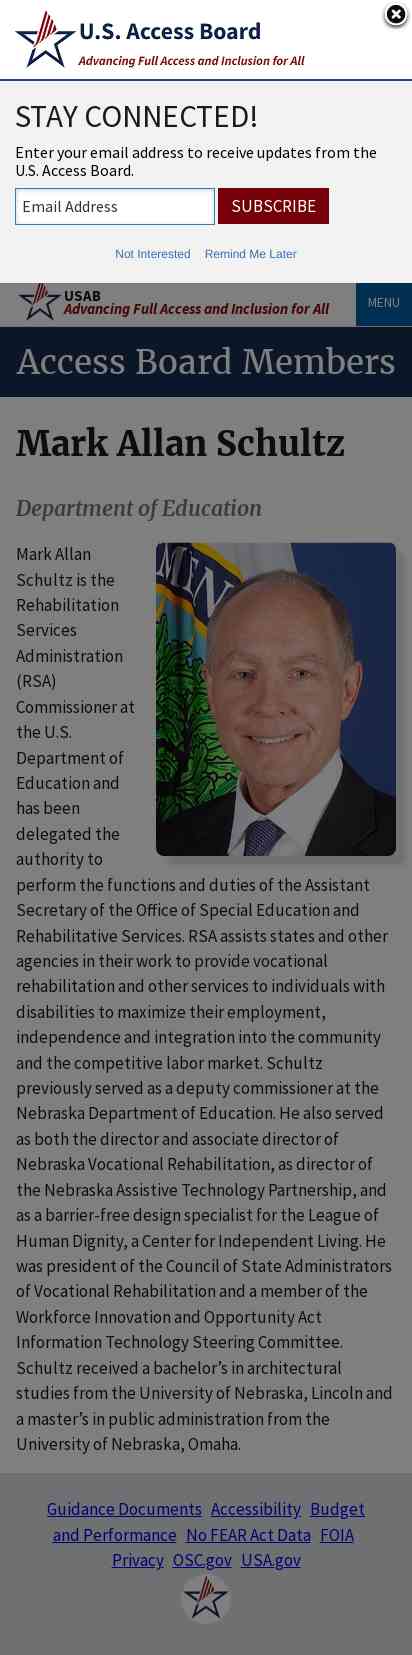 U.S. Access Board
Advancing Full Access and Inclusion for All
STAY CONNECTED!
Enter your email address to receive updates from the
U.S. Access Board.
Email Address
SUBSCRIBE
Not Interested Remind Me Later
USAB
Advancing Full Access and Inclusion for All
MENU
Access Board Members
Mark Allan Schultz
Department of Education
MEN
Mark Allan
Schultz is the
Rehabilitation
Services
Administration
(RSA)
Commissioner at
the U.S.
Department of
Education and
has been
delegated the
authority to
perform the functions and duties of the Assistant
Secretary of the Office of Special Education and
Rehabilitative Services. RSA assists states and other
agencies in their work to provide vocational
rehabilitation and other services to individuals with
disabilities to maximize their employment,
independence and integration into the community
and the competitive labor market. Schultz
previously served as a deputy commissioner at the
Nebraska Department of Education. He also served
as both the director and associate director of
Nebraska Vocational Rehabilitation, as director of
the Nebraska Assistive Technology Partnership, and
as a barrier-free design specialist for the League of
Human Dignity, a Center for Independent Living. He
was president of the Council of State Administrators
of Vocational Rehabilitation and a member of the
Workforce Innovation and Opportunity Act
Information Technology Steering Committee.
Schultz received a bachelor’s in architectural
studies from the University of Nebraska, Lincoln and
a master’s in public administration from the
University of Nebraska, Omaha.
Guidance Documents Accessibility Budget
and Performance No FEAR Act Data FOIA
Privacy OSC.gov USA.gov